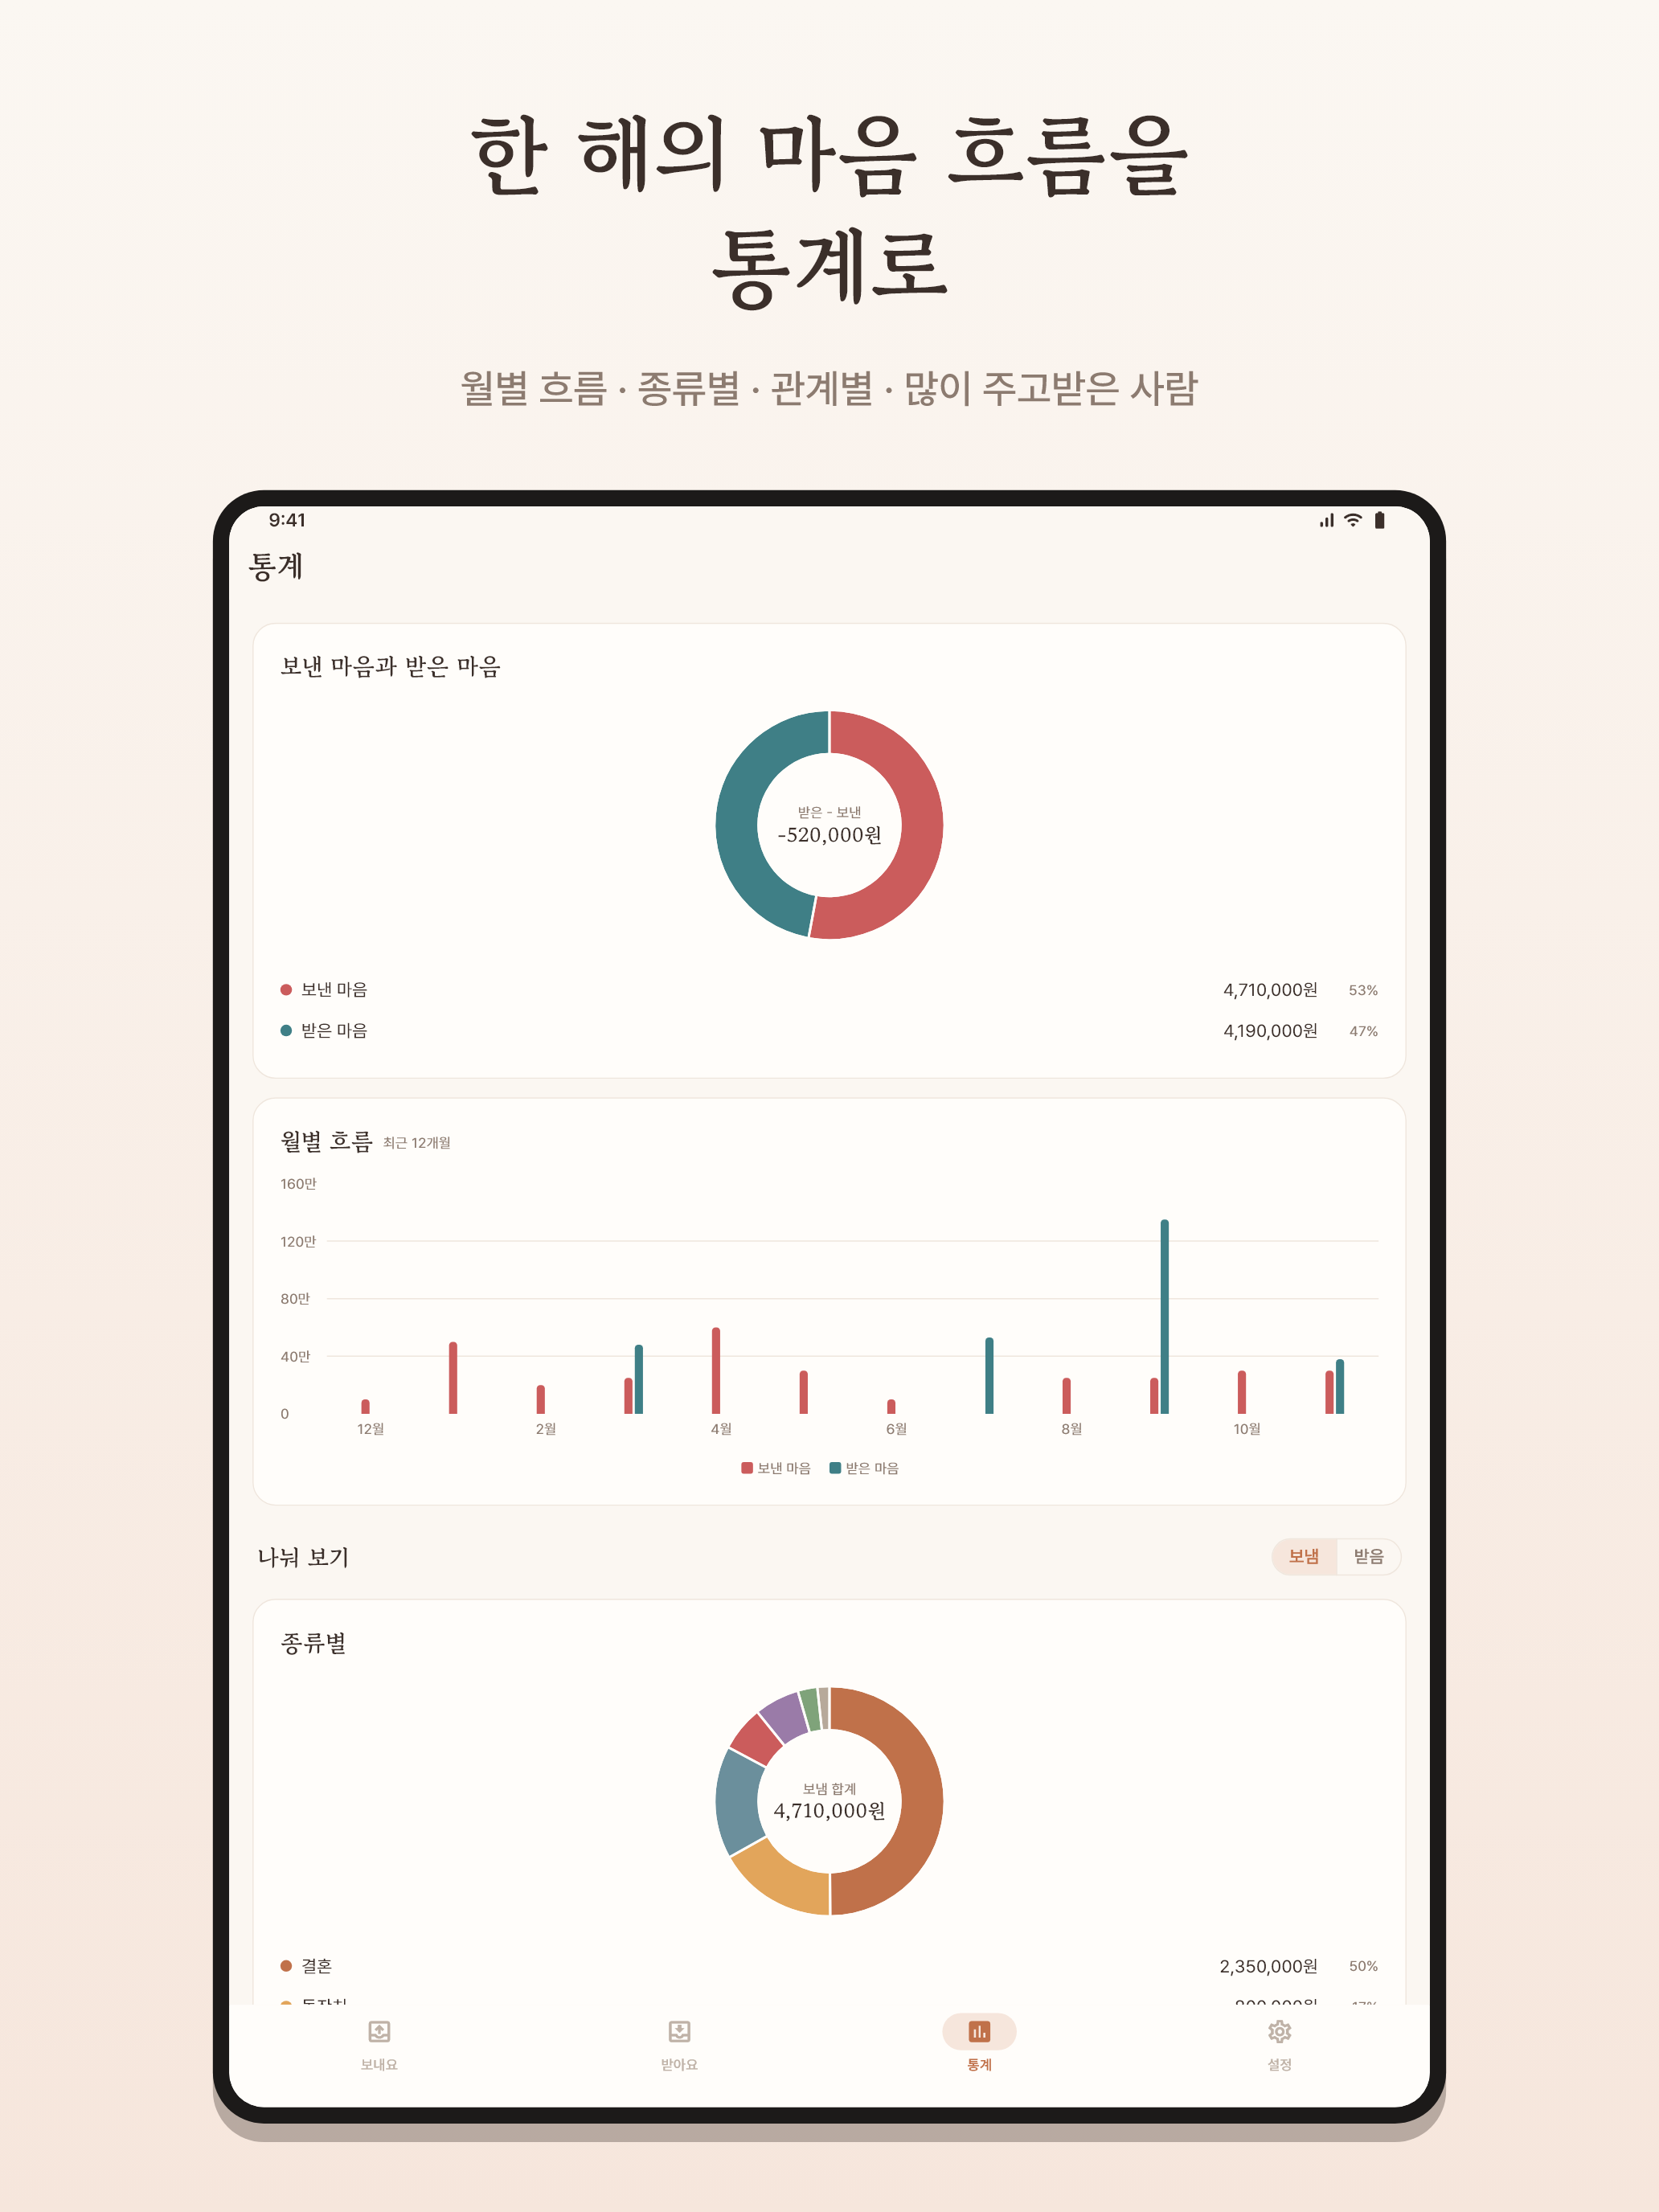 한 해의 마음 흐름을
통계로
월별 흐름 · 종류별 · 관계별 · 많이 주고받은 사람
9:41
통계
보낸 마음과 받은 마음
받은 - 보낸
-520,000원
보낸 마음 4,710,000원 53%
받은 마음 4,190,000원 47%
월별 흐름 최근 12개월
160만
120만
80만
40만
0
12월 2월 4월 6월 8월 10월
보낸 마음 받은 마음
나눠 보기 보냄 받음
종류별
보냄 합계
4,710,000원
결혼 2,350,000원 50%
보내요 받아요 통계 설정